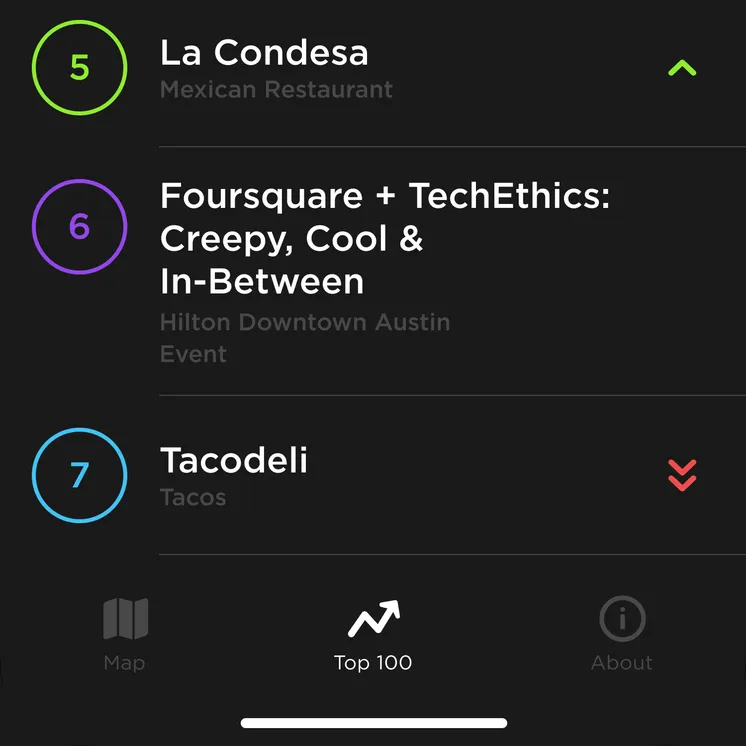 5
La Condesa
Mexican Restaurant
6
Foursquare + TechEthics:
Creepy, Cool &
In-Between
Hilton Downtown Austin
Event
7
Tacodeli
Tacos
Map
Top 100
About